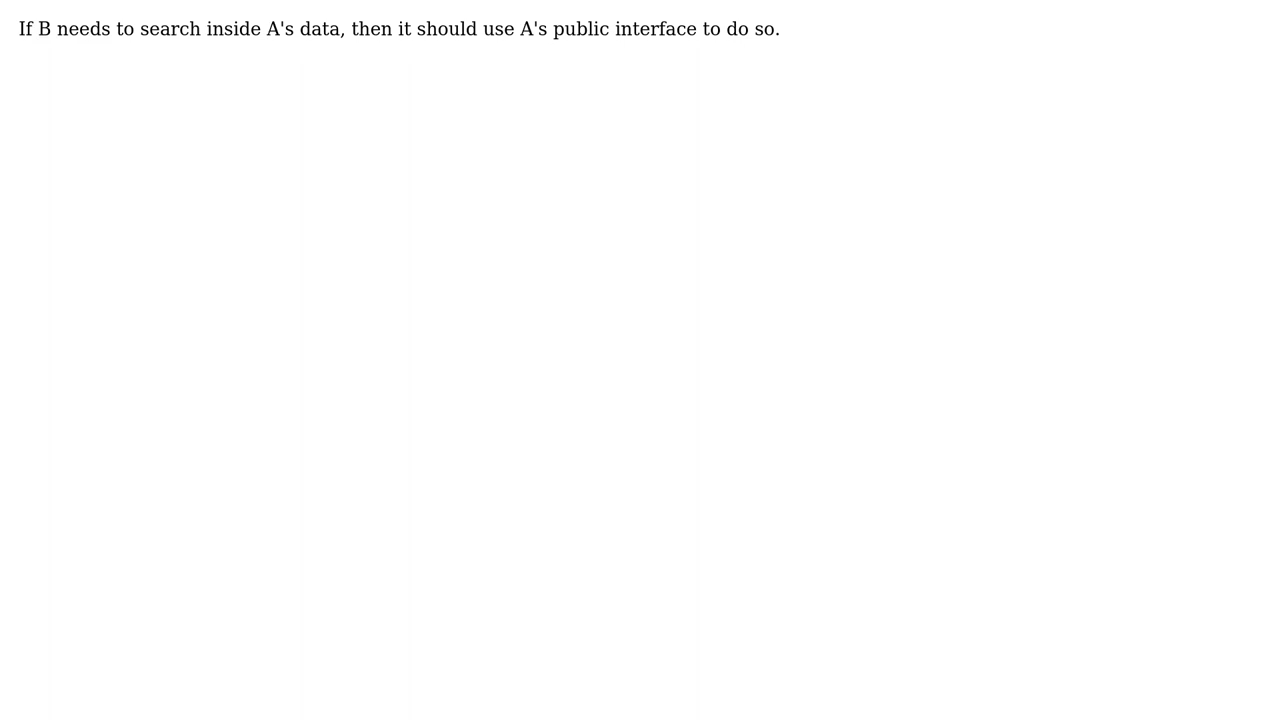 If B needs to search inside A's data, then it should use A's public interface to do so.